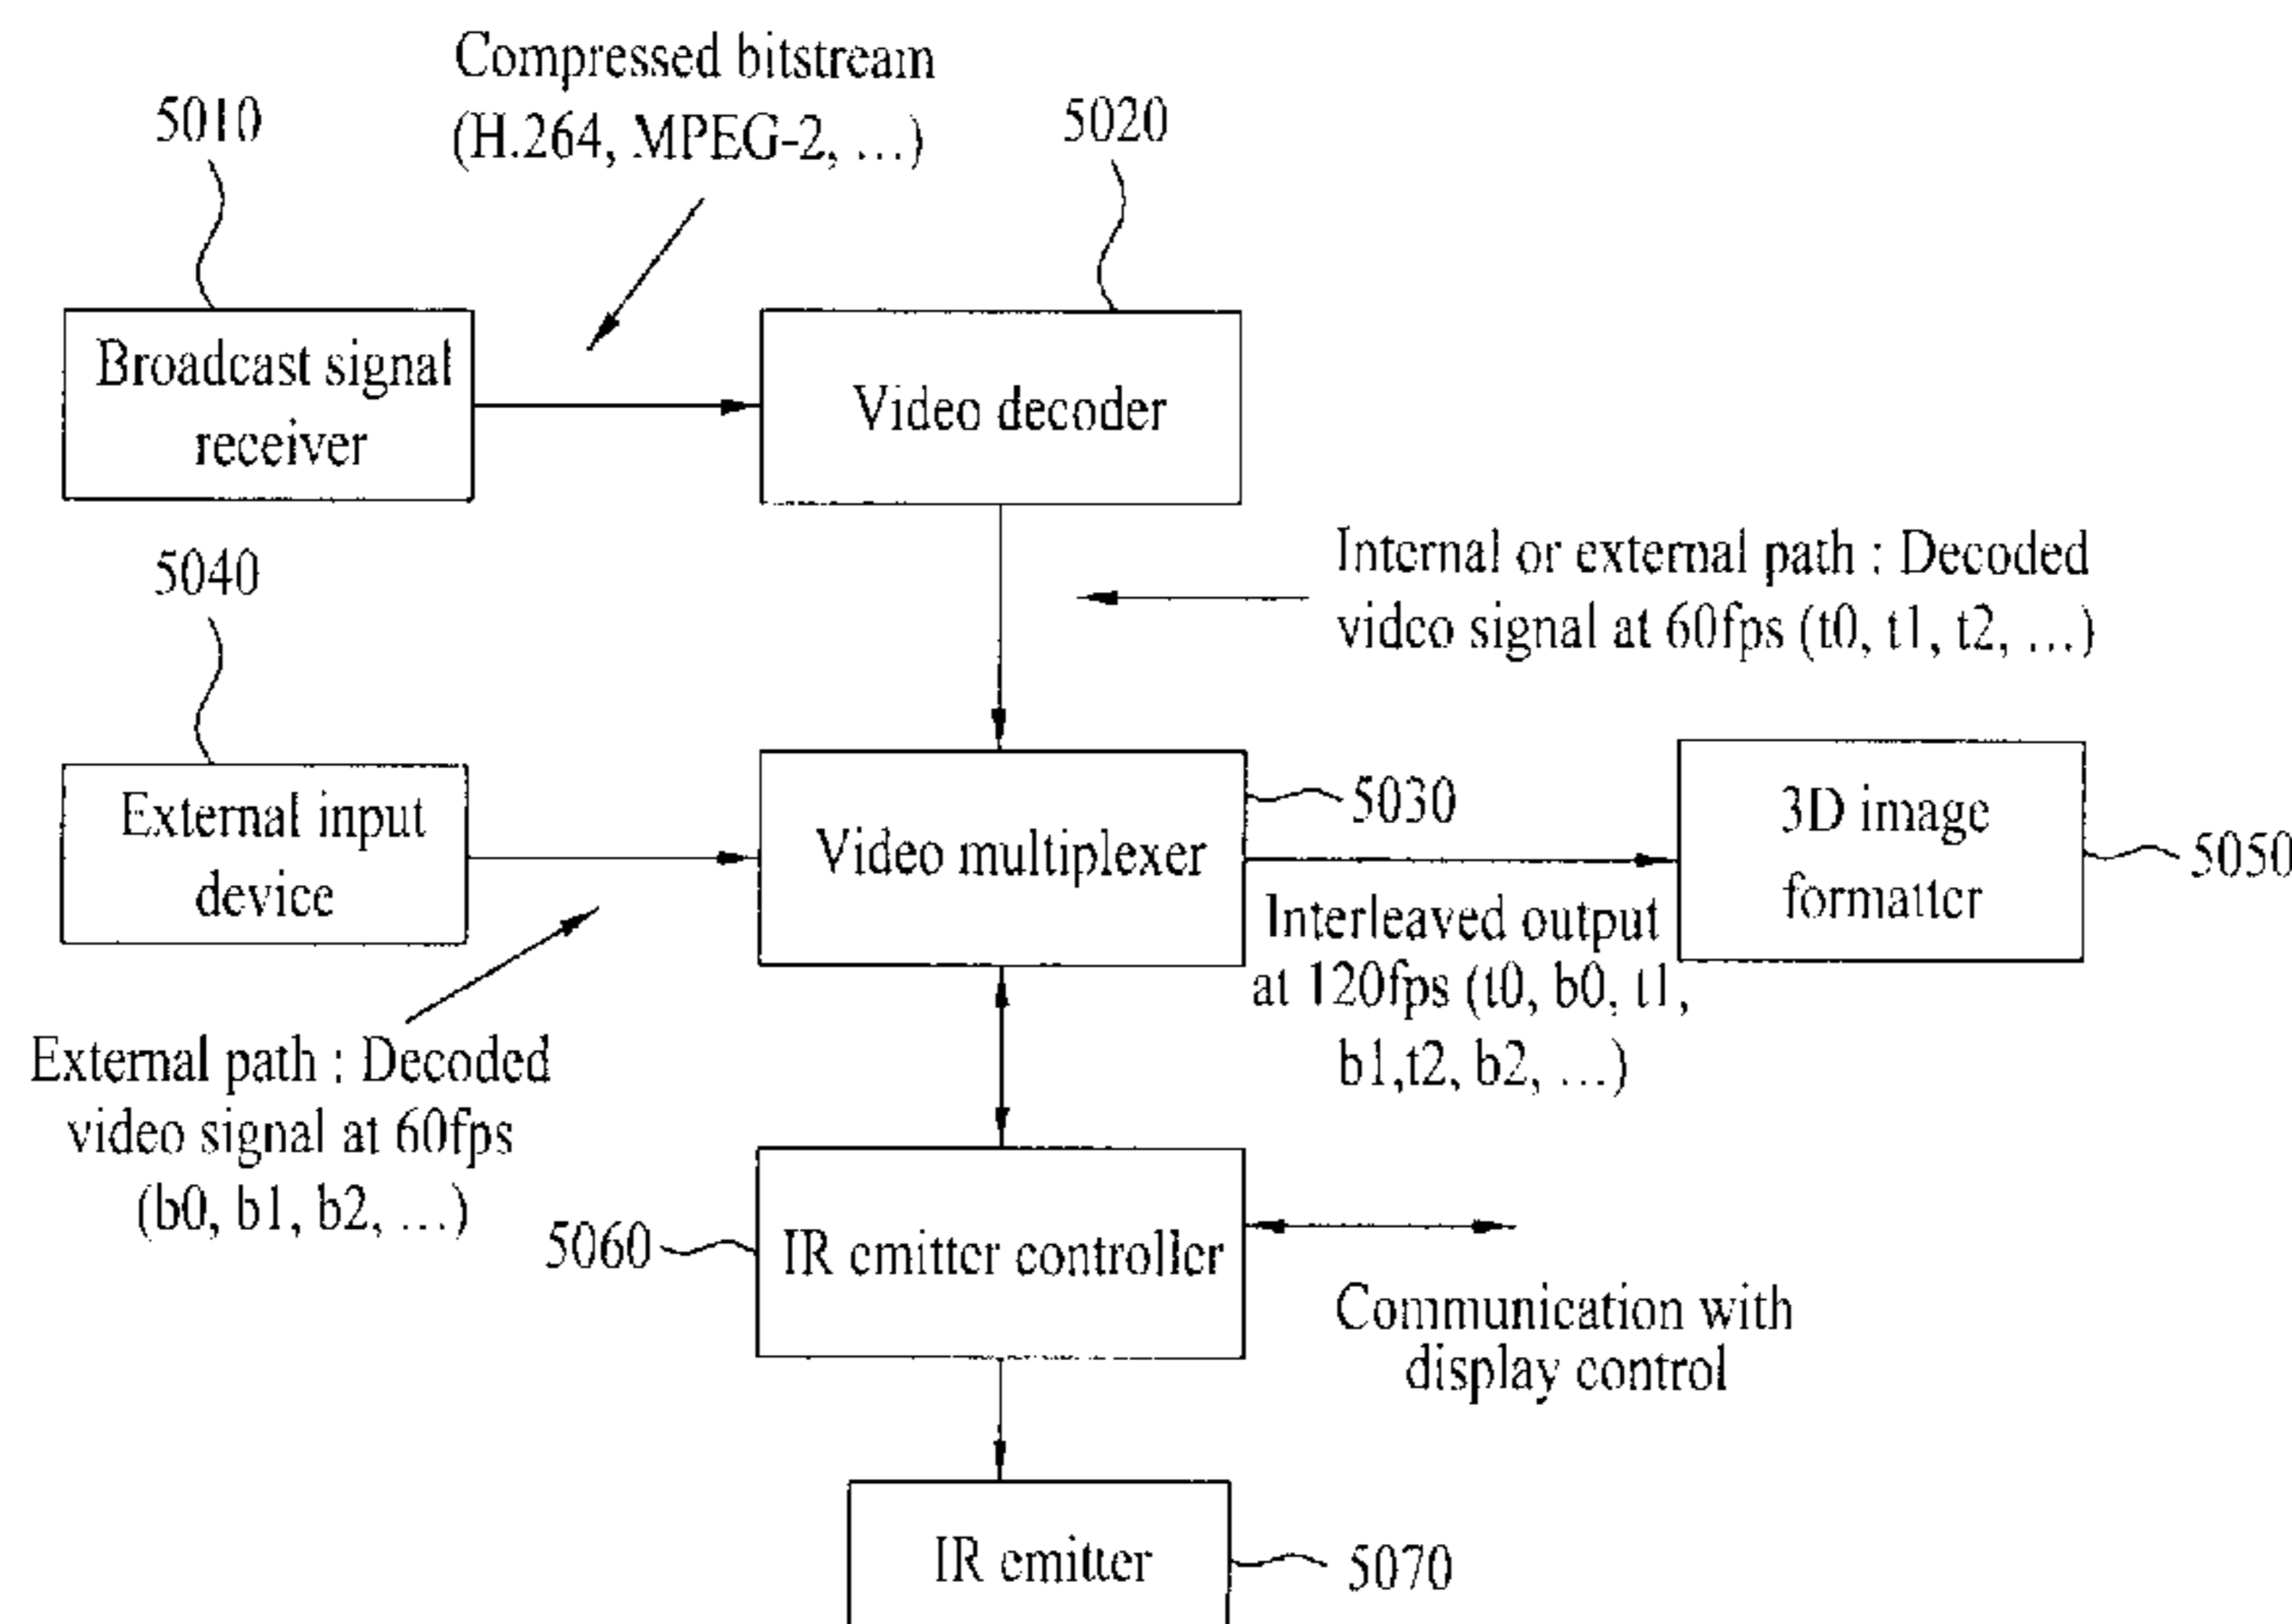 Compressed bitstream
(H.264, MPEG-2, ...)
5010
5020
Broadcast signal
receiver
Video decoder
Internal or external path : Decoded
video signal at 60fps (t0, t1, t2, ...)
5040
External input
device
Video multiplexer
5030
3D image
formatter
5050
Interleaved output
at 120fps (t0, b0, t1,
b1,t2, b2, ...)
External path : Decoded
video signal at 60fps
(b0, b1, b2, ...)
5060
IR emitter controller
Communication with
display control
IR emitter
5070